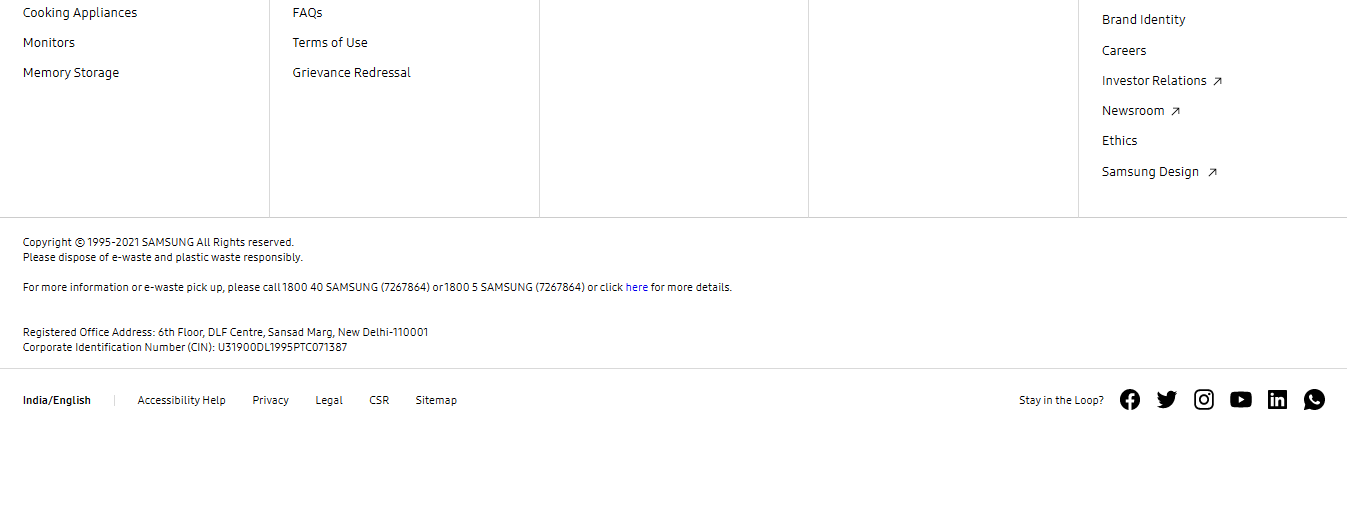 Cooking Appliances
Monitors
Memory Storage
FAQs
Terms of Use
Grievance Redressal
Brand Identity
Careers
Investor Relations
Newsroom
Ethics
Samsung Design
Copyright © 1995-2021 SAMSUNG All Rights reserved.
Please dispose of e-waste and plastic waste responsibly.
For more information or e-waste pick up, please call 1800 40 SAMSUNG (7267864) or 1800 5 SAMSUNG (7267864) or click here for more details.
Registered Office Address: 6th Floor, DLF Centre, Sansad Marg, New Delhi-110001
Corporate Identification Number (CIN): U31900DL1995PTC071387
India/English Accessibility Help Privacy Legal CSR Sitemap Stay in the Loop?